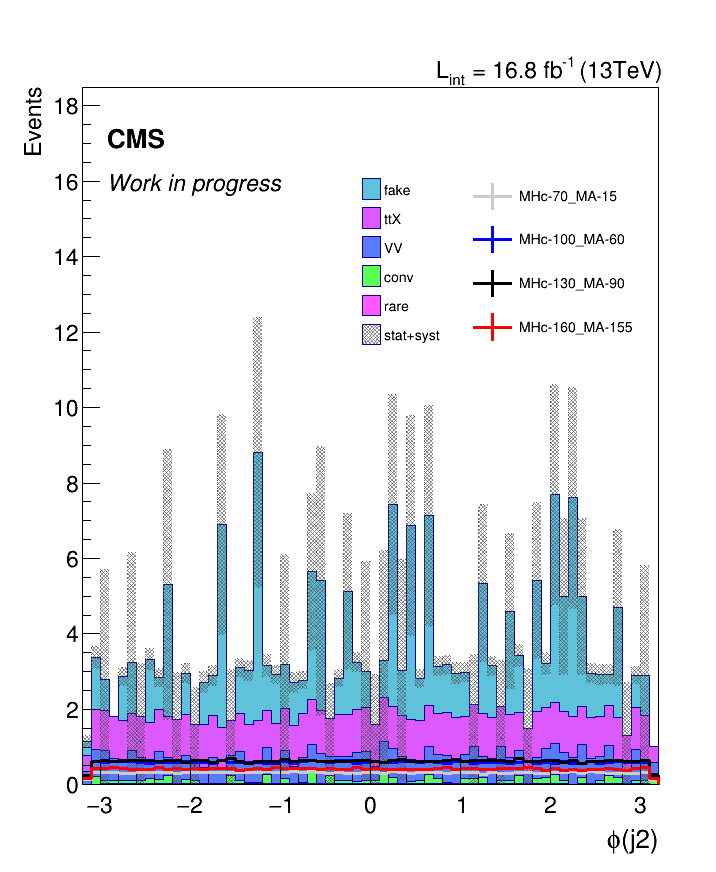 L_int = 16.8 fb^-1 (13TeV)
Events
CMS
Work in progress
fake
ttX
VV
conv
rare
stat+syst
MHc-70_MA-15
MHc-100_MA-60
MHc-130_MA-90
MHc-160_MA-155
18
16
14
12
10
8
6
4
2
0
−3 −2 −1 0 1 2 3
ϕ(j2)